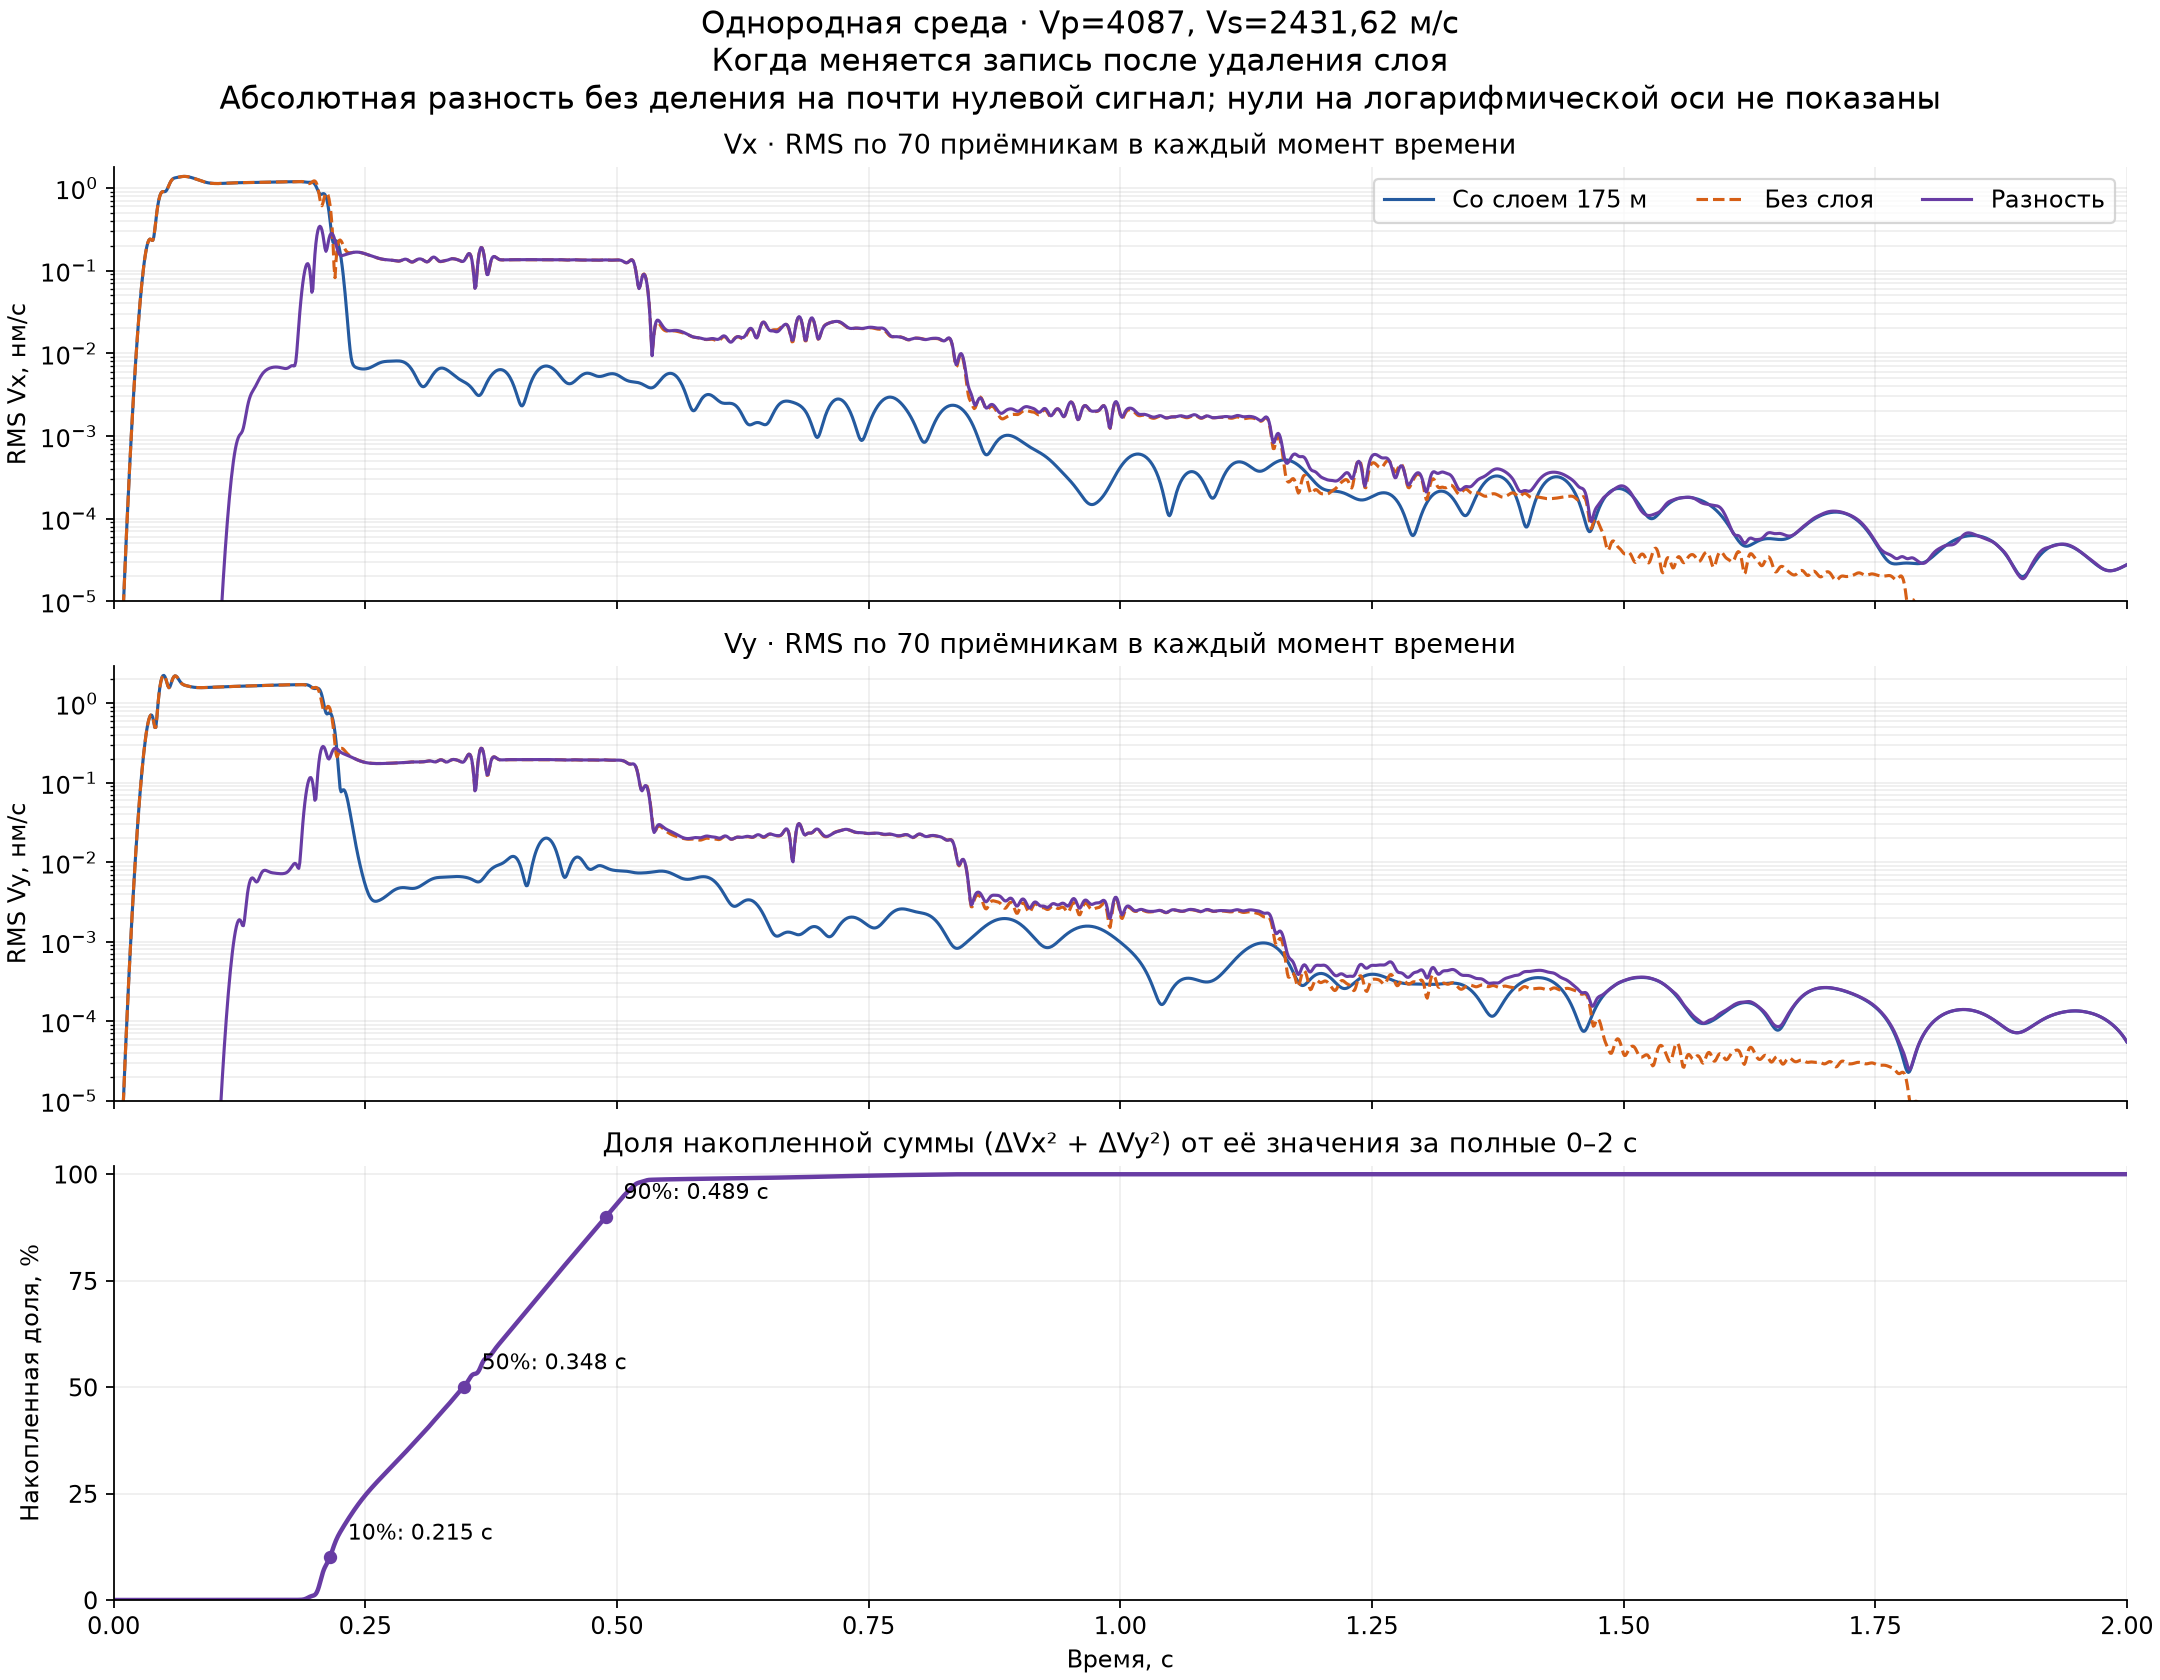 Однородная среда · Vp=4087, Vs=2431,62 м/с
Когда меняется запись после удаления слоя
Абсолютная разность без деления на почти нулевой сигнал; нули на логарифмической оси не показаны
Vx · RMS по 70 приёмникам в каждый момент времени
Со слоем 175 м
Без слоя
Разность
RMS Vx, нм/с
10⁰
10⁻¹
10⁻²
10⁻³
10⁻⁴
10⁻⁵
Vy · RMS по 70 приёмникам в каждый момент времени
RMS Vy, нм/с
10⁰
10⁻¹
10⁻²
10⁻³
10⁻⁴
10⁻⁵
Доля накопленной суммы (ΔVx² + ΔVy²) от её значения за полные 0–2 с
Накопленная доля, %
100
75
50
25
0
90%: 0.489 с
50%: 0.348 с
10%: 0.215 с
0.00 0.25 0.50 0.75 1.00 1.25 1.50 1.75 2.00
Время, с